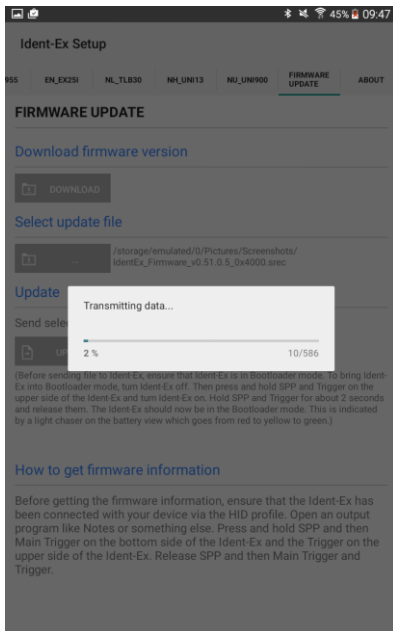 45% 09:47
Ident-Ex Setup
955 EN_EX25I NL_TLB30 NH_UNI13 NU_UNI900 FIRMWARE UPDATE ABOUT
FIRMWARE UPDATE
Download firmware version
DOWNLOAD
Select update file
... /storage/emulated/0/Pictures/Screenshots/
IdentEx_Firmware_v0.51.0.5_0x4000.srec
Update
Transmitting data...
Send selec
UP
2 % 10/586
(Before sending file to Ident-Ex, ensure that Ident-Ex is in Bootloader mode. To bring Ident-
Ex into Bootloader mode, turn Ident-Ex off. Then press and hold SPP and Trigger on the
upper side of the Ident-Ex and turn Ident-Ex on. Hold SPP and Trigger for about 2 seconds
and release them. The Ident-Ex should now be in the Bootloader mode. This is indicated
by a light chaser on the battery view which goes from red to yellow to green.)
How to get firmware information
Before getting the firmware information, ensure that the Ident-Ex has
been connected with your device via the HID profile. Open an output
program like Notes or something else. Press and hold SPP and then
Main Trigger on the bottom side of the Ident-Ex and the Trigger on the
upper side of the Ident-Ex. Release SPP and then Main Trigger and
Trigger.